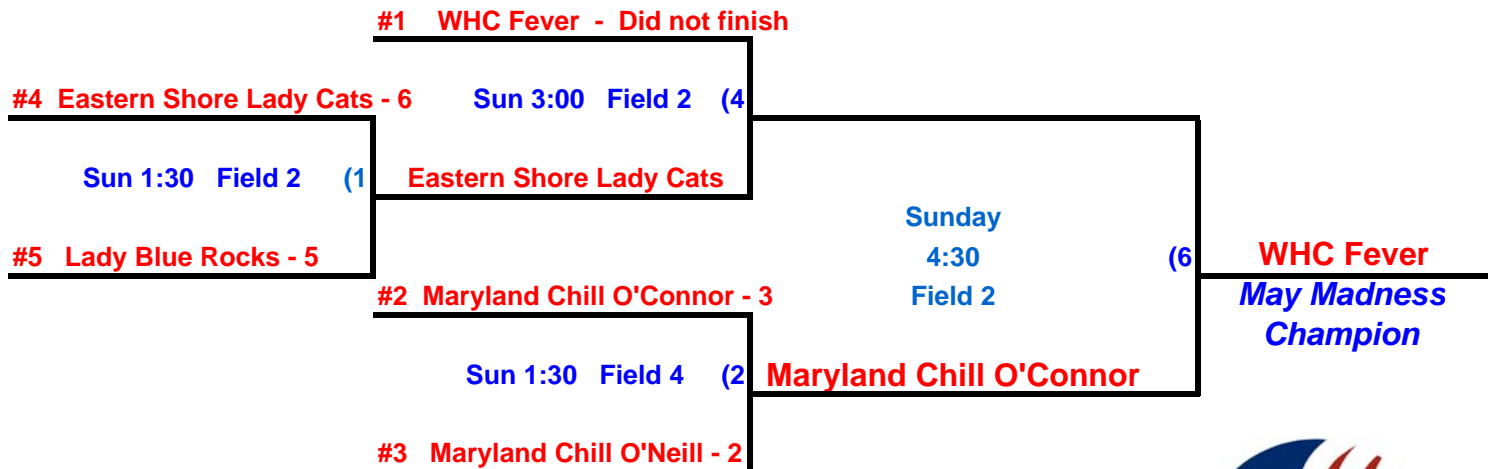 #1 WHC Fever - Did not finish
#4 Eastern Shore Lady Cats - 6
Sun 3:00 Field 2 (4
Sun 1:30 Field 2 (1
Eastern Shore Lady Cats
Sunday
#5 Lady Blue Rocks - 5
4:30
(6
WHC Fever
#2 Maryland Chill O'Connor - 3
Field 2
May Madness
Champion
Sun 1:30 Field 4 (2
Maryland Chill O'Connor
#3 Maryland Chill O'Neill - 2